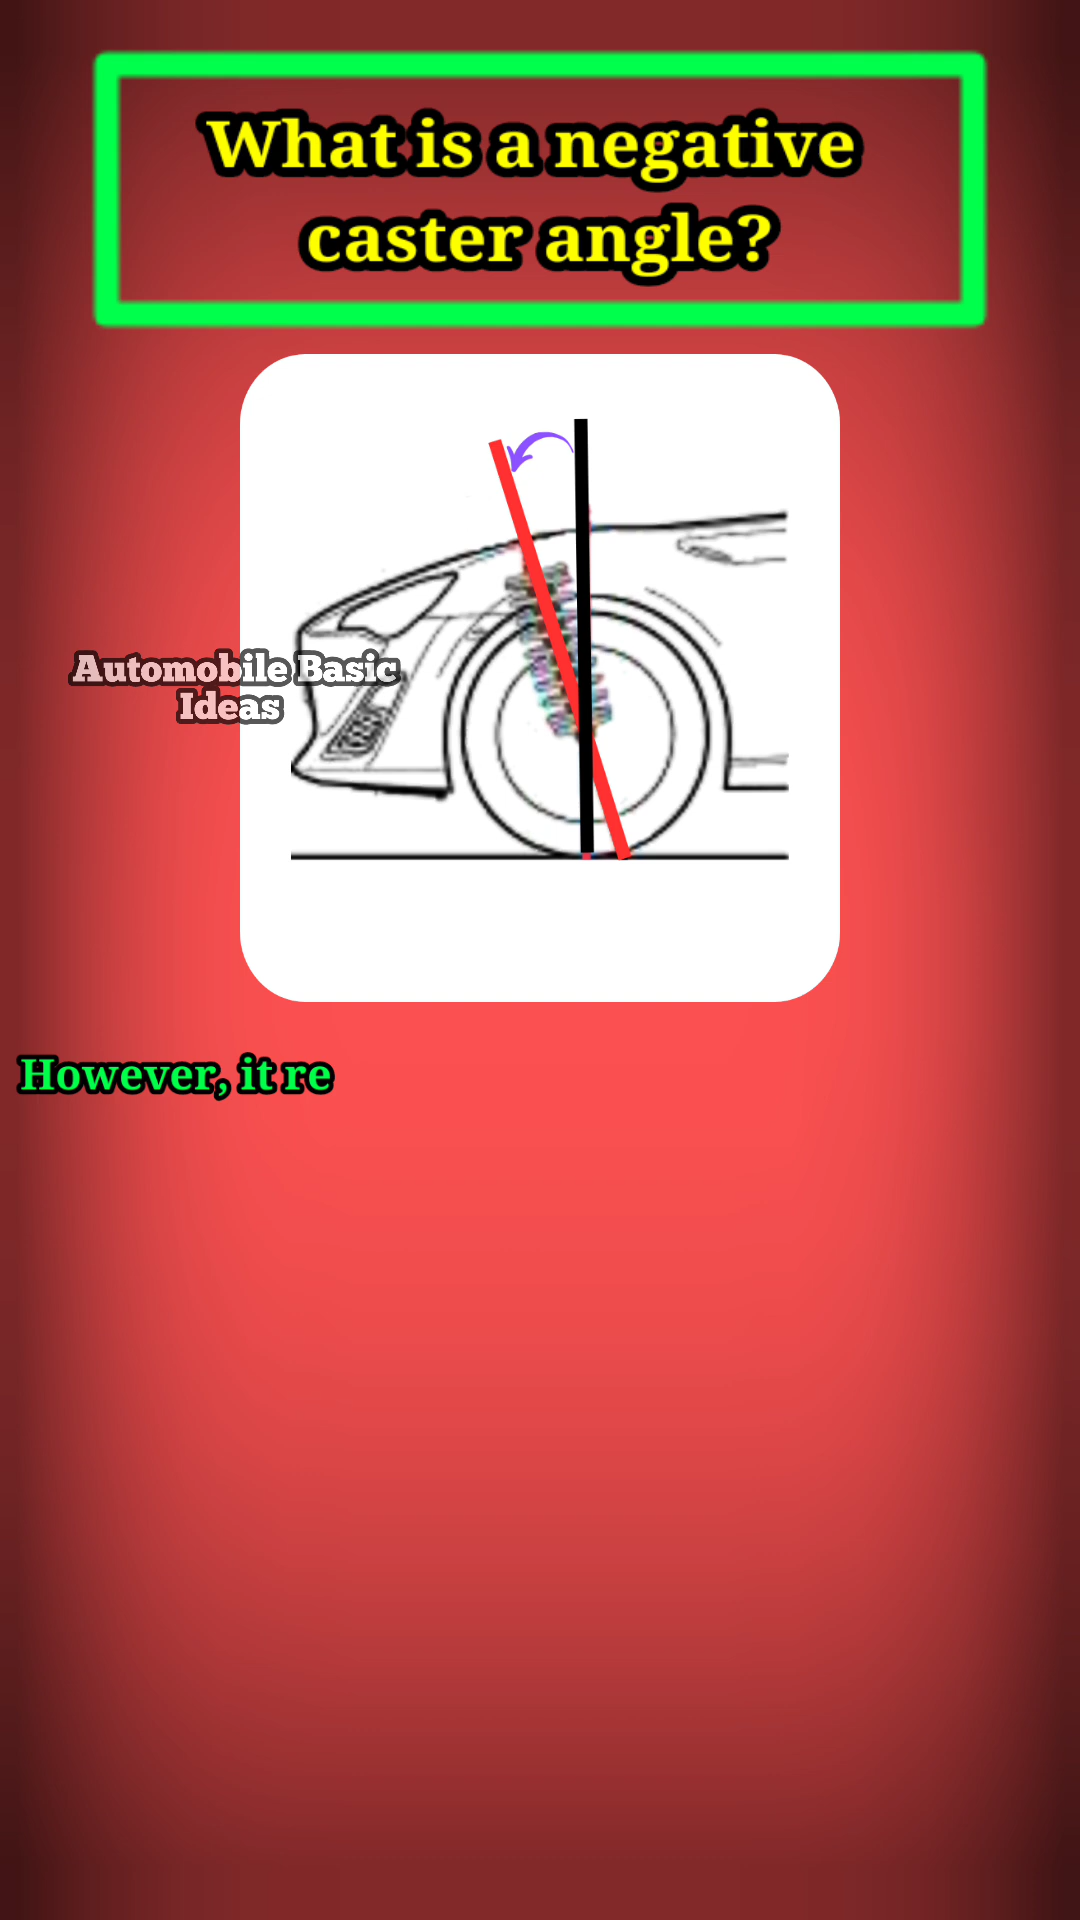 What is a negative
caster angle?
Automobile Basic
Ideas
However, it re